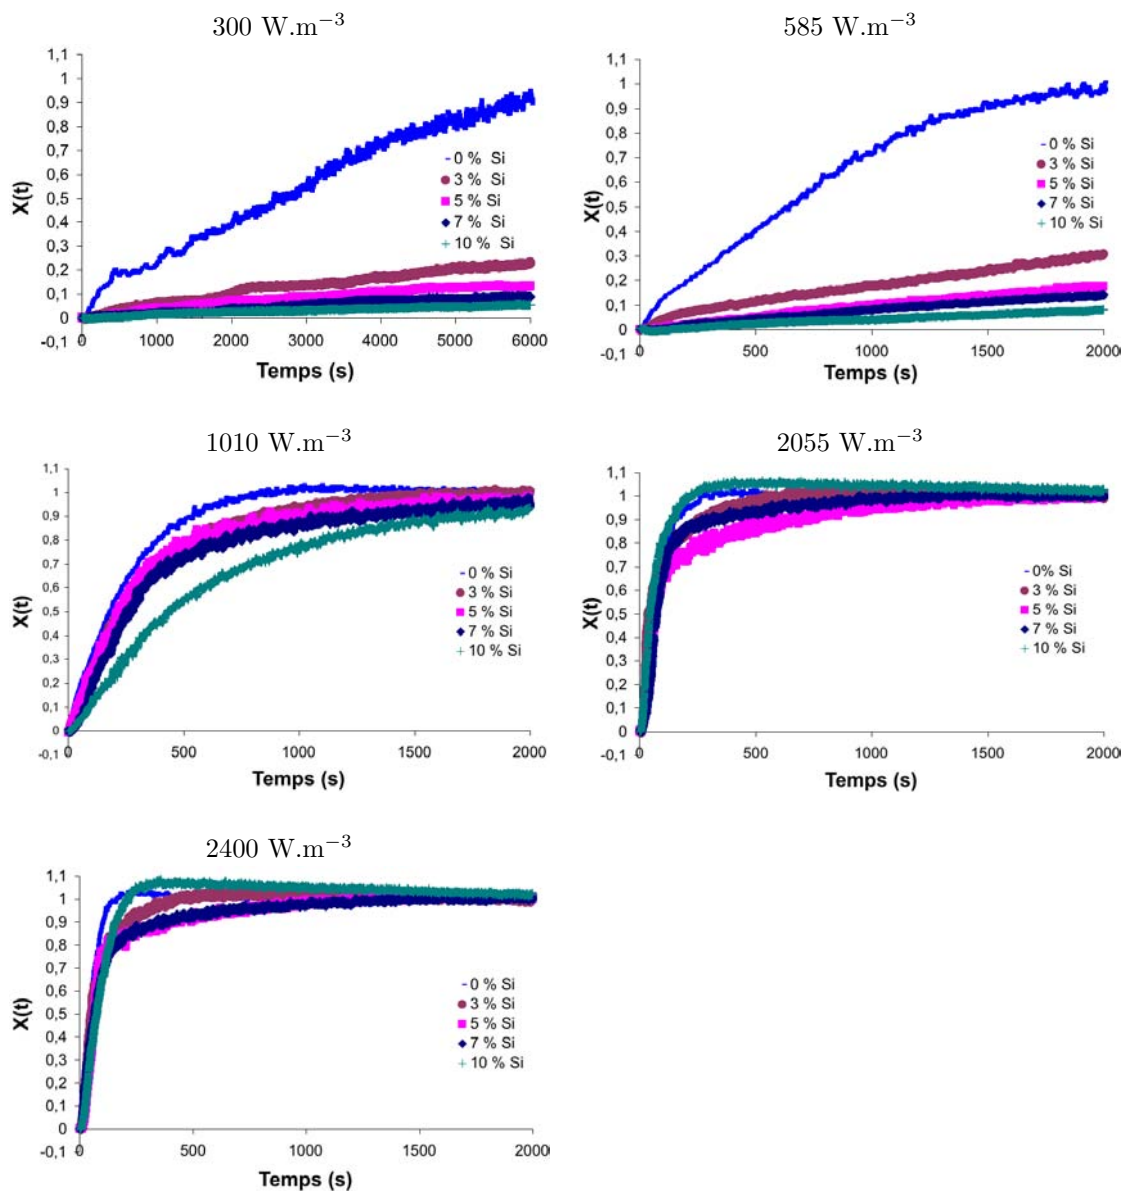 300 W.m−3
1,1
1
0,9
0,8
0,7
0,6
0,5
0,4
0,3
0,2
0,1
0
-0,1
X(t)
0 % Si
3 % Si
5 % Si
7 % Si
10 % Si
0 1000 2000 3000 4000 5000 6000
Temps (s)
585 W.m−3
1,1
1
0,9
0,8
0,7
0,6
0,5
0,4
0,3
0,2
0,1
0
-0,1
X(t)
0 % Si
3 % Si
5 % Si
7 % Si
10 % Si
0 500 1000 1500 2000
Temps (s)
1010 W.m−3
1,1
1
0,9
0,8
0,7
0,6
0,5
0,4
0,3
0,2
0,1
0
-0,1
X(t)
0 % Si
3 % Si
5 % Si
7 % Si
10 % Si
0 500 1000 1500 2000
Temps (s)
2055 W.m−3
1,1
1
0,9
0,8
0,7
0,6
0,5
0,4
0,3
0,2
0,1
0
-0,1
X(t)
0% Si
3 % Si
5 % Si
7 % Si
10 % Si
0 500 1000 1500 2000
Temps (s)
2400 W.m−3
1,1
1
0,9
0,8
0,7
0,6
0,5
0,4
0,3
0,2
0,1
0
-0,1
X(t)
0 % Si
3 % Si
5 % Si
7 % Si
10 % Si
0 500 1000 1500 2000
Temps (s)